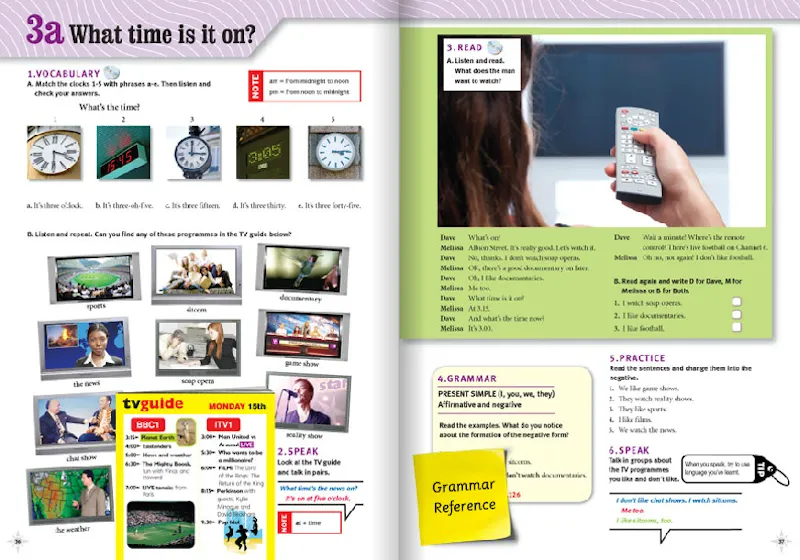 3a What time is it on?
1.VOCABULARY
A. Match the clocks 1-5 with phrases a-e. Then listen and
check your answers.
NOTE
am = from midnight to noon
pm = from noon to midnight
What's the time?
1 2 3 4 5
a. It's three o'clock. b. It's three-oh-five. c. It's three fifteen. d. It's three thirty. e. It's three forty-five.
B. Listen and repeat. Can you find any of these programmes in the TV guide below?
sports
sitcom
documentary
the news
soap opera
game show
chat show
reality show
the weather
tvguide MONDAY 15th
BBC1
3:15> Planet Earth
4:00> Eastenders
5:00> News and weather
6:30> The Mighty Boosh,
fun with Vince and
Howard
7:00> LIVE tennis from
Paris
ITV1
3:00> Man United vs
Arsenal LIVE
5:30> Who wants to be
a millionaire?
6:00> FILM: The Lord
of the Rings: The
Return of the King
8:15> Parkinson with
guests, Kylie
Minogue and
David Beckham
9:30> Pop Idol
2.SPEAK
Look at the TV guide
and talk in pairs.
What time's the news on?
It's on at five o'clock.
NOTE
at + time
36
3.READ
A. Listen and read.
What does the man
want to watch?
Dave What's on?
Melissa Albion Street. It's really good. Let's watch it.
Dave No, thanks. I don't watch soap operas.
Melissa OK, there's a good documentary on later.
Dave Oh, I like documentaries.
Melissa Me too.
Dave What time is it on?
Melissa At 3.15.
Dave And what's the time now?
Melissa It's 3.00.
Dave Wait a minute! Where's the remote
control? There's live football on Channel 4.
Melissa Oh no, not again! I don't like football.
B. Read again and write D for Dave, M for
Melissa or B for Both.
1. I watch soap operas.
2. I like documentaries.
3. I like football.
4.GRAMMAR
PRESENT SIMPLE (I, you, we, they)
Affirmative and negative
Read the examples. What do you notice
about the formation of the negative form?
sitcoms.
don't watch documentaries.
126
Grammar
Reference
5.PRACTICE
Read the sentences and change them into the
negative.
1. We like game shows.
2. They watch reality shows.
3. They like sports.
4. I like films.
5. We watch the news.
6.SPEAK
Talk in groups about
the TV programmes
you like and don't like.
When you speak, try to use
language you've learnt.
TIP
I don't like chat shows. I watch sitcoms.
Me too.
I like sitcoms, too.
37